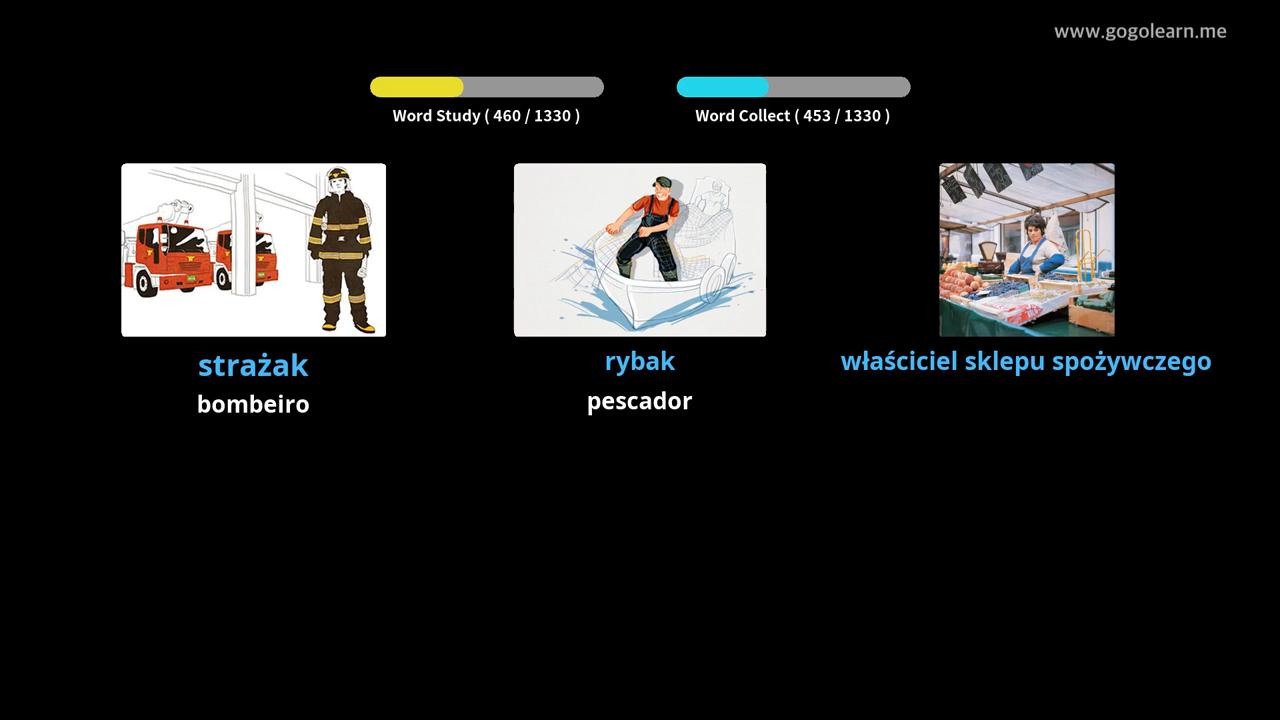 www.gogolearn.me
Word Study ( 460 / 1330 )
Word Collect ( 453 / 1330 )
strażak
bombeiro
rybak
pescador
właściciel sklepu spożywczego